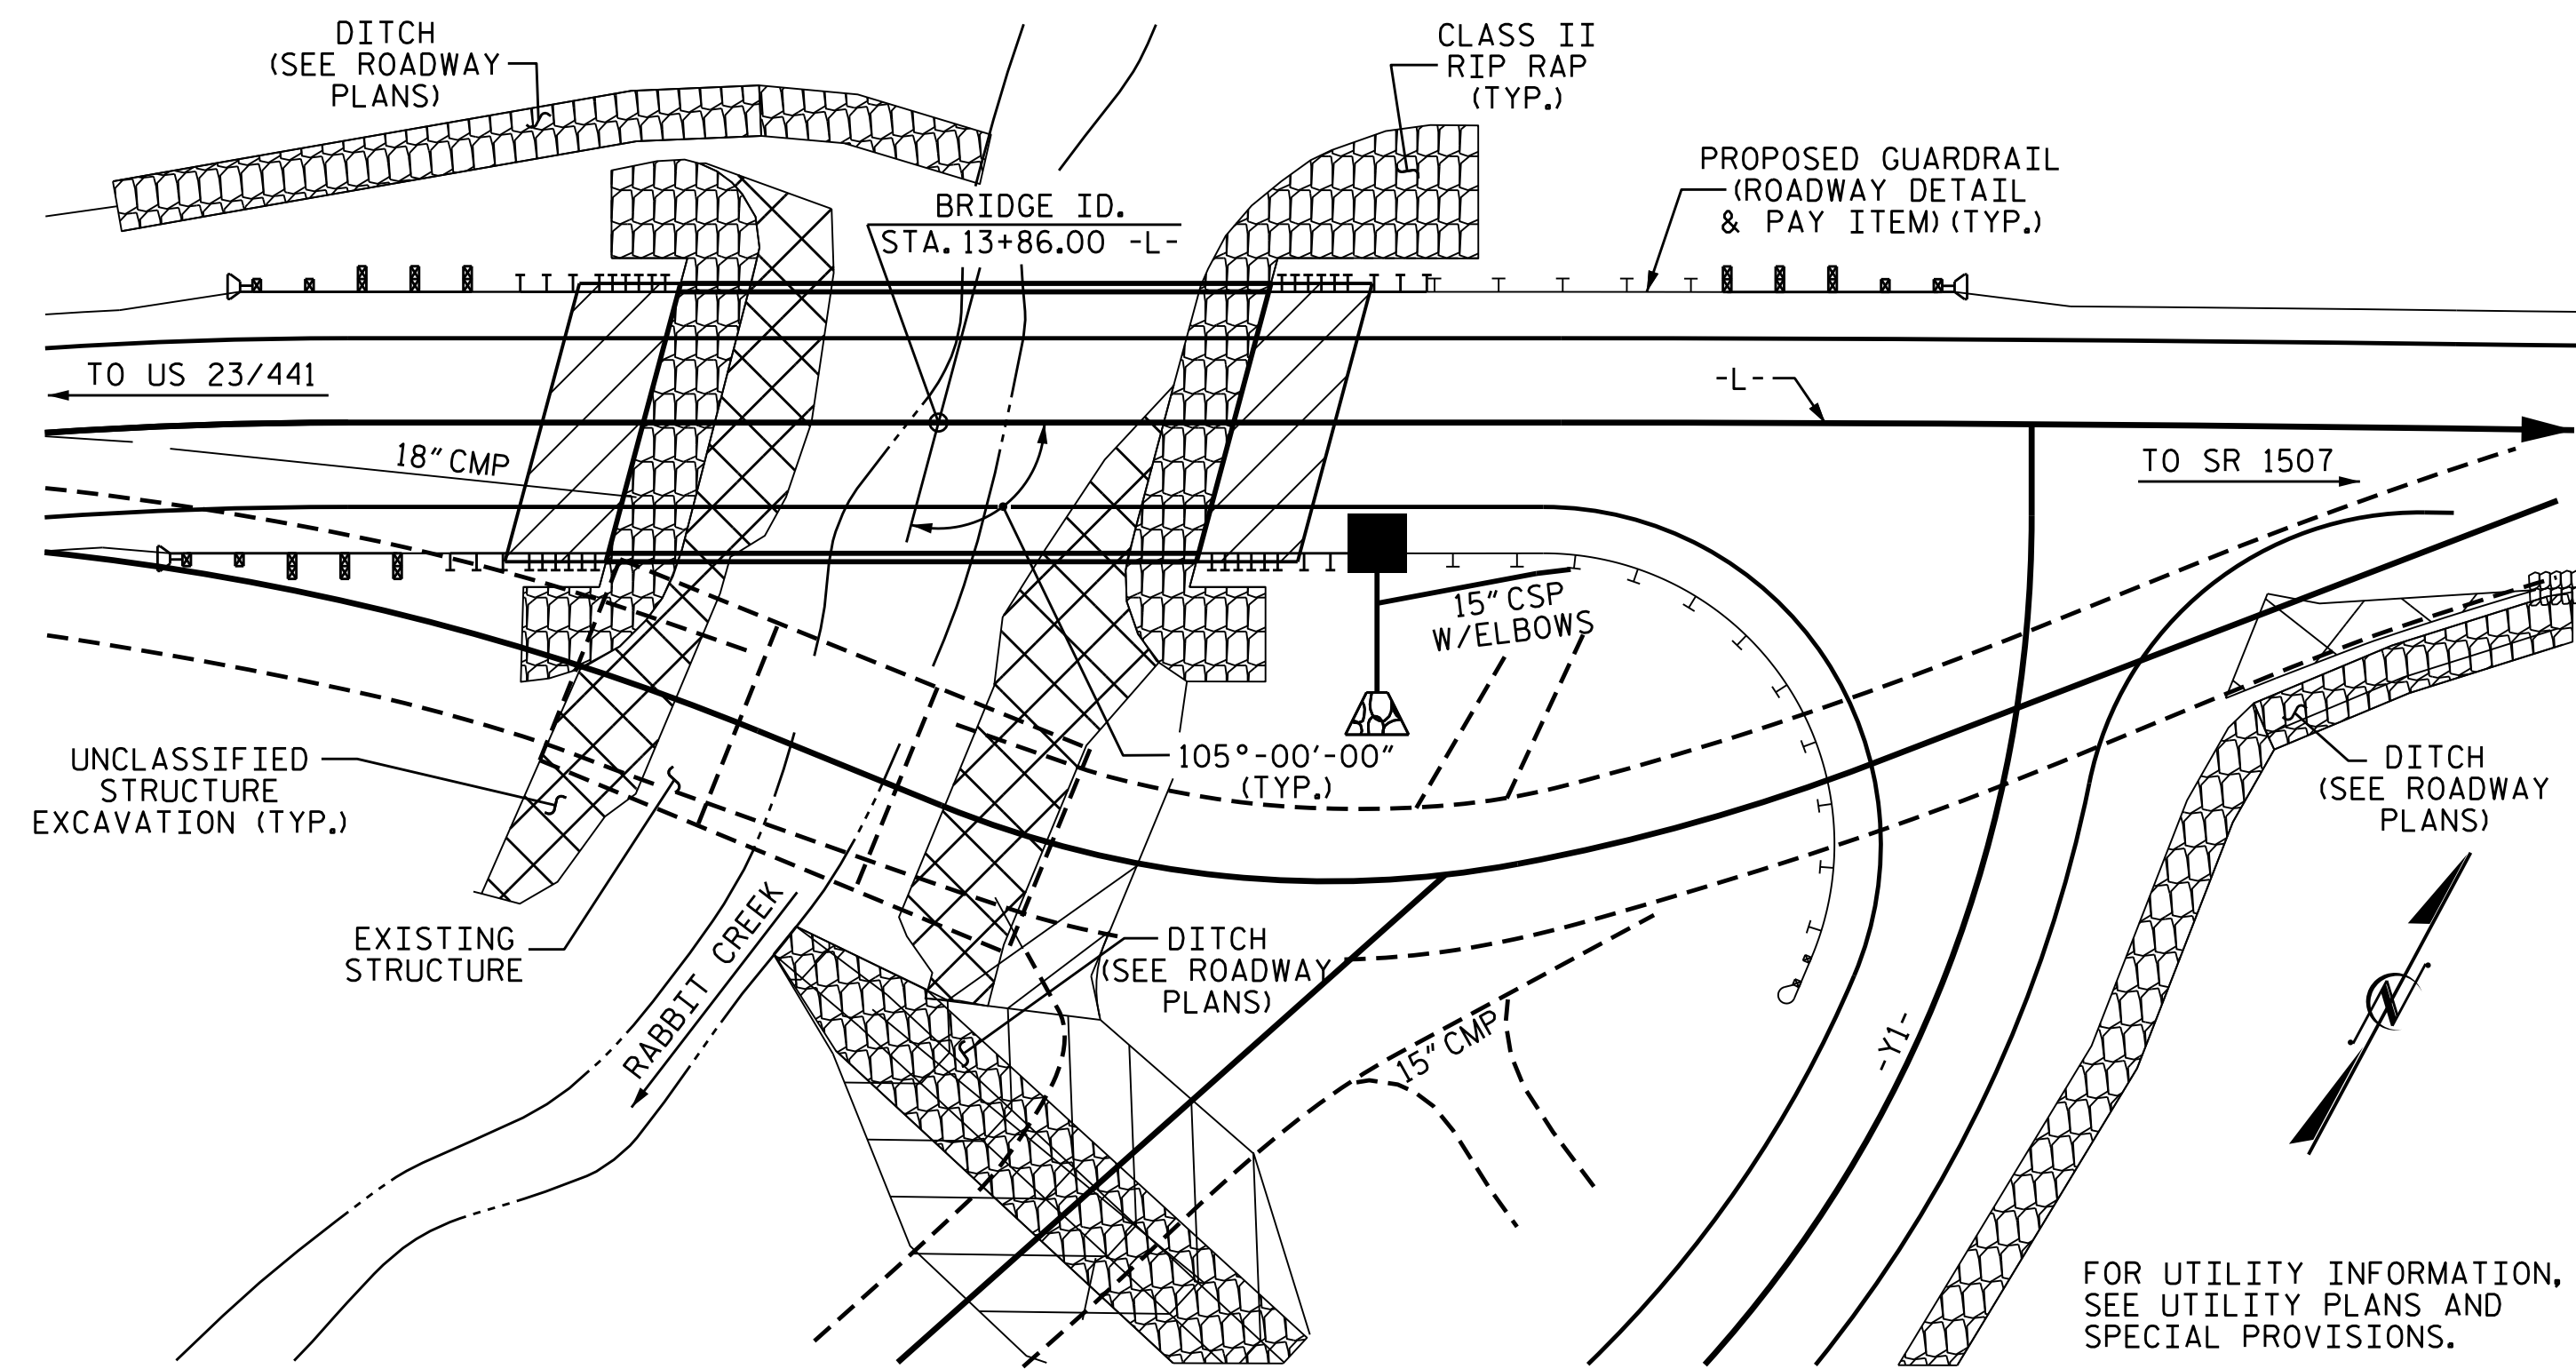 DITCH
(SEE ROADWAY
PLANS)
CLASS II
RIP RAP
(TYP.)
PROPOSED GUARDRAIL
(ROADWAY DETAIL
& PAY ITEM) (TYP.)
BRIDGE ID.
STA. 13+86.00 -L-
TO US 23/441
-L-
18" CMP
TO SR 1507
15" CSP
W/ELBOWS
105°-00'-00"
(TYP.)
UNCLASSIFIED
STRUCTURE
EXCAVATION (TYP.)
DITCH
(SEE ROADWAY
PLANS)
EXISTING
STRUCTURE
RABBIT CREEK
DITCH
(SEE ROADWAY
PLANS)
15" CMP
-Y1-
N
FOR UTILITY INFORMATION,
SEE UTILITY PLANS AND
SPECIAL PROVISIONS.